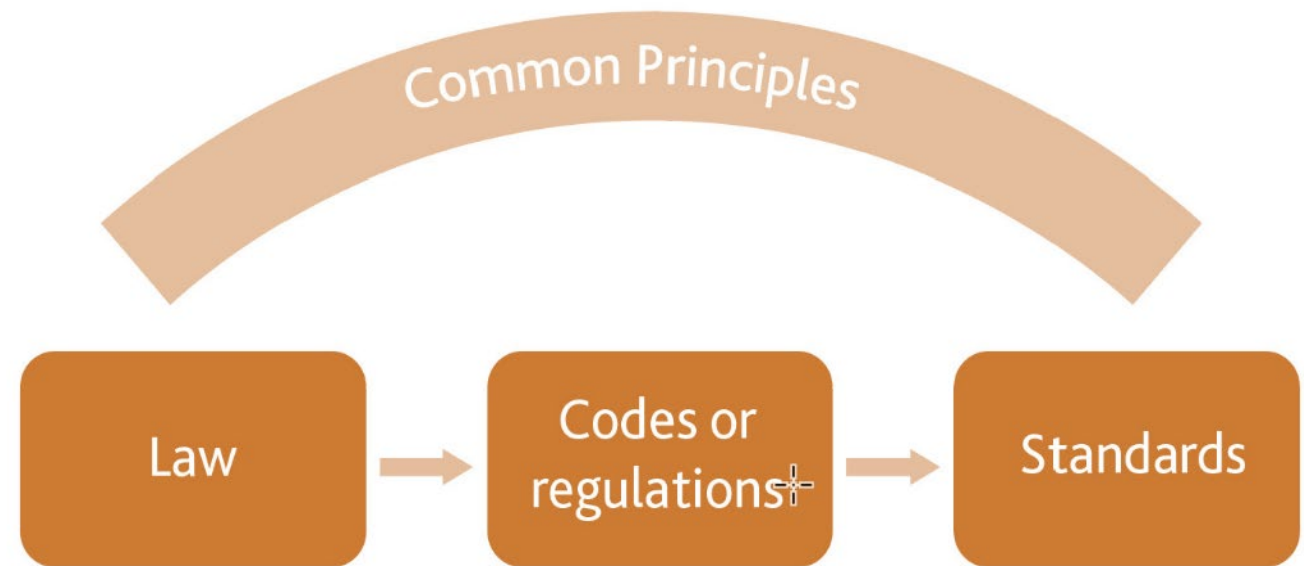 Common Principles
Law
Codes or
regulations
Standards